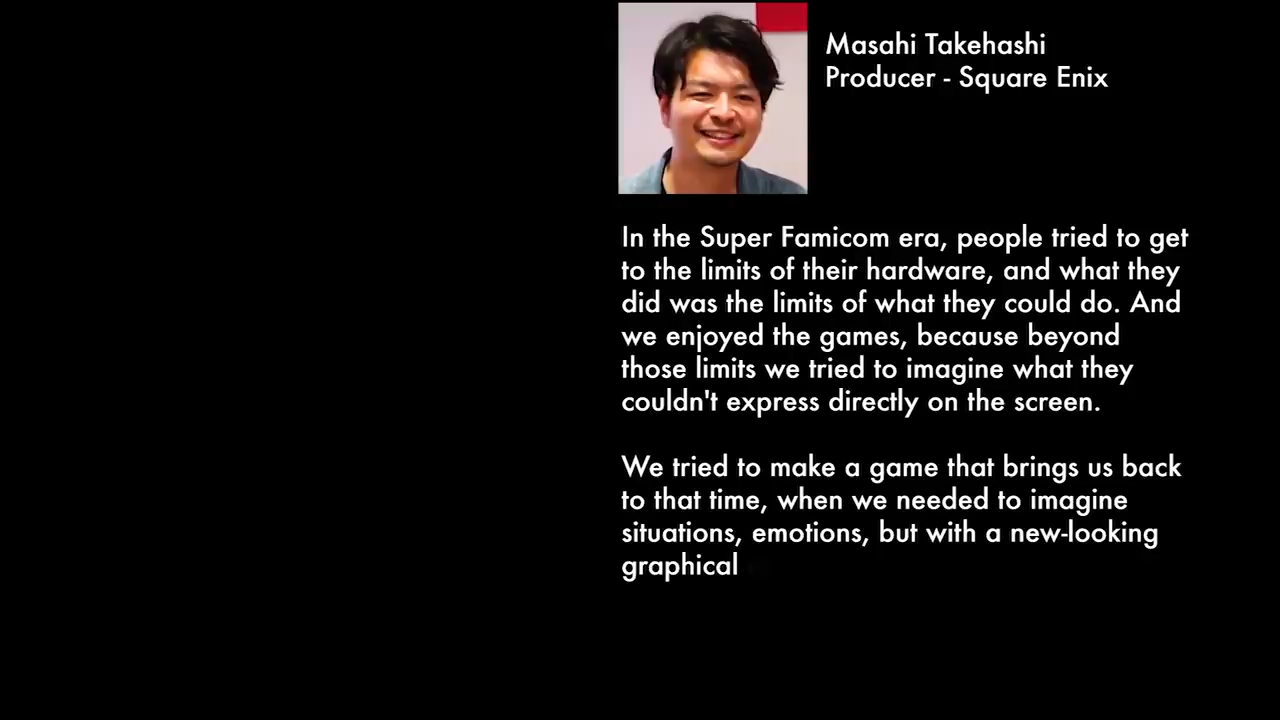 Masahi Takehashi
Producer - Square Enix
In the Super Famicom era, people tried to get
to the limits of their hardware, and what they
did was the limits of what they could do. And
we enjoyed the games, because beyond
those limits we tried to imagine what they
couldn't express directly on the screen.
We tried to make a game that brings us back
to that time, when we needed to imagine
situations, emotions, but with a new-looking
graphical